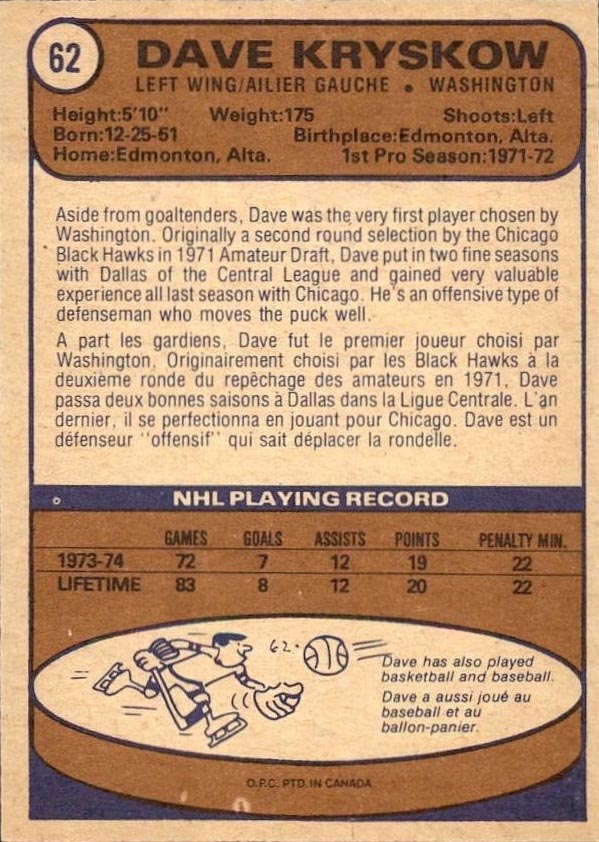 62
DAVE KRYSKOW
LEFT WING/AILIER GAUCHE • WASHINGTON
Height:5'10" Weight:175 Shoots:Left
Born:12-25-51 Birthplace:Edmonton, Alta.
Home:Edmonton, Alta. 1st Pro Season:1971-72
Aside from goaltenders, Dave was the very first player chosen by
Washington. Originally a second round selection by the Chicago
Black Hawks in 1971 Amateur Draft, Dave put in two fine seasons
with Dallas of the Central League and gained very valuable
experience all last season with Chicago. He's an offensive type of
defenseman who moves the puck well.
A part les gardiens, Dave fut le premier joueur choisi par
Washington. Originairement choisi par les Black Hawks à la
deuxième ronde du repêchage des amateurs en 1971, Dave
passa deux bonnes saisons à Dallas dans la Ligue Centrale. L'an
dernier, il se perfectionna en jouant pour Chicago. Dave est un
défenseur "offensif" qui sait déplacer la rondelle.
NHL PLAYING RECORD
GAMES GOALS ASSISTS POINTS PENALTY MIN.
1973-74 72 7 12 19 22
LIFETIME 83 8 12 20 22
62.
Dave has also played
basketball and baseball.
Dave a aussi joué au
baseball et au
ballon-panier.
O.P.C. PTD. IN CANADA